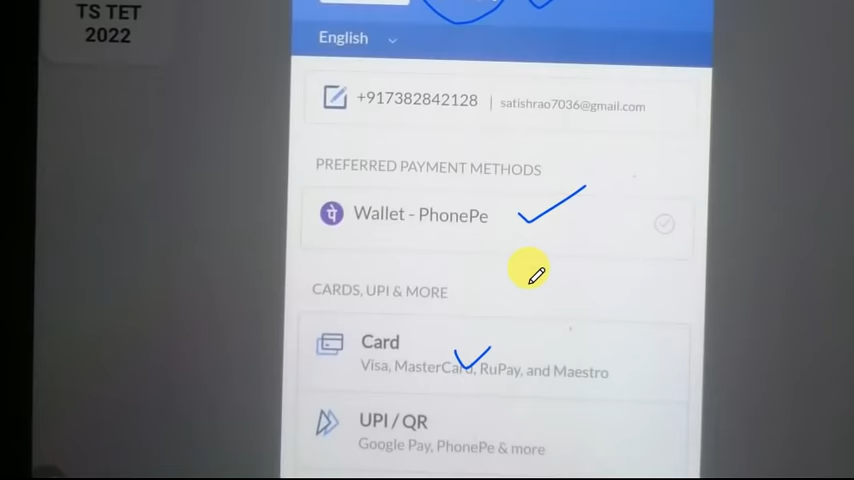 TS TET
2022
English
+917382842128 | satishrao7036@gmail.com
PREFERRED PAYMENT METHODS
पे Wallet - PhonePe
CARDS, UPI & MORE
Card
Visa, MasterCard, RuPay, and Maestro
UPI / QR
Google Pay, PhonePe & more